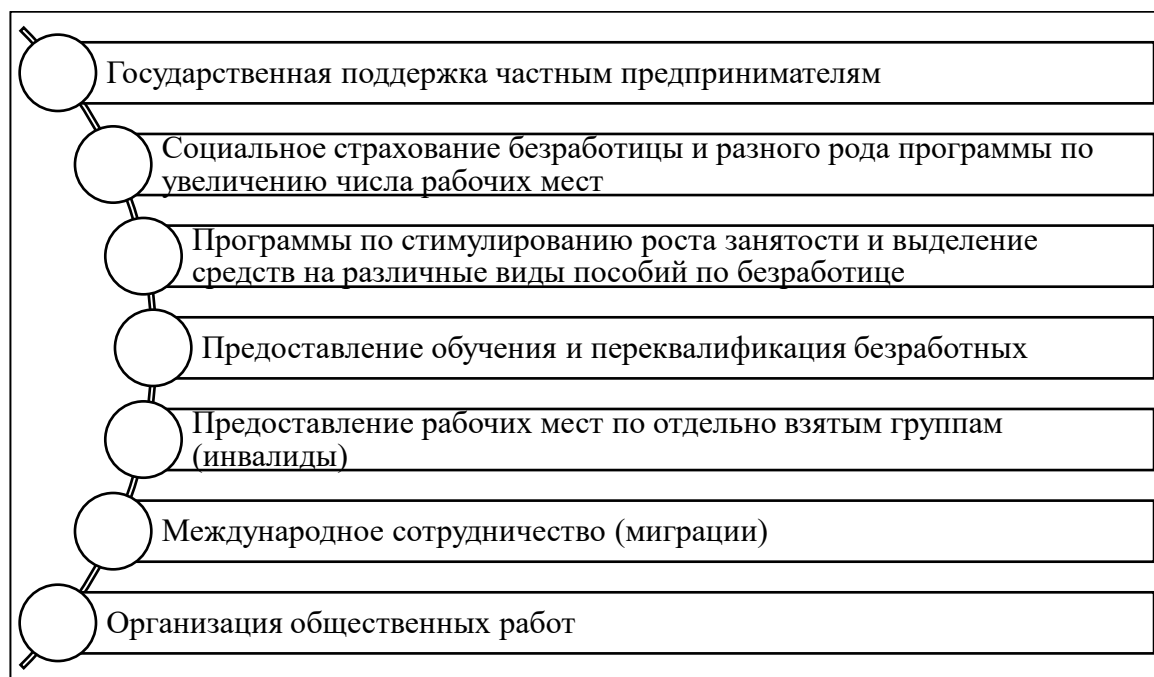 Государственная поддержка частным предпринимателям
Социальное страхование безработицы и разного рода программы по
увеличению числа рабочих мест
Программы по стимулированию роста занятости и выделение
средств на различные виды пособий по безработице
Предоставление обучения и переквалификация безработных
Предоставление рабочих мест по отдельно взятым группам
(инвалиды)
Международное сотрудничество (миграции)
Организация общественных работ